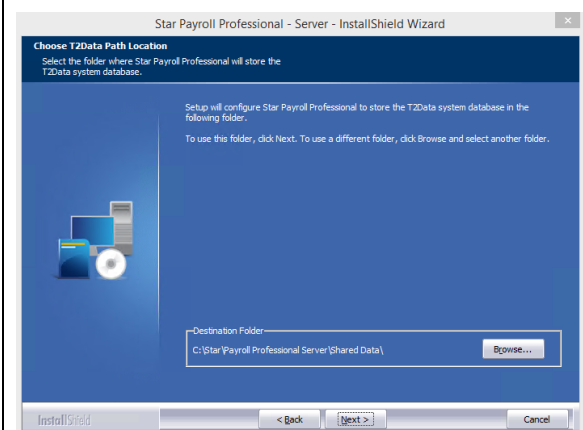 Star Payroll Professional - Server - InstallShield Wizard
Choose T2Data Path Location
Select the folder where Star Payroll Professional will store the
T2Data system database.
Setup will configure Star Payroll Professional to store the T2Data system database in the
following folder.
To use this folder, click Next. To use a different folder, click Browse and select another folder.
Destination Folder
C:\Star\Payroll Professional Server\Shared Data\
Browse...
InstallShield
< Back
Next >
Cancel